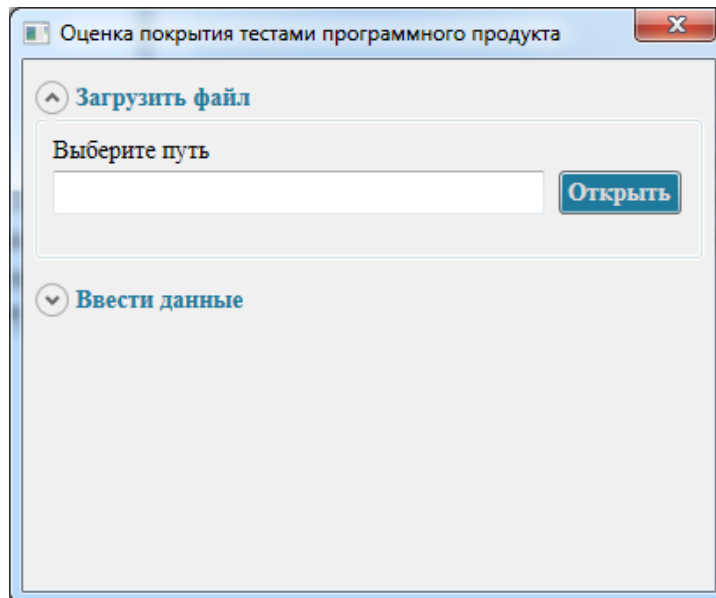 Оценка покрытия тестами программного продукта
Загрузить файл
Выберите путь
Открыть
Ввести данные